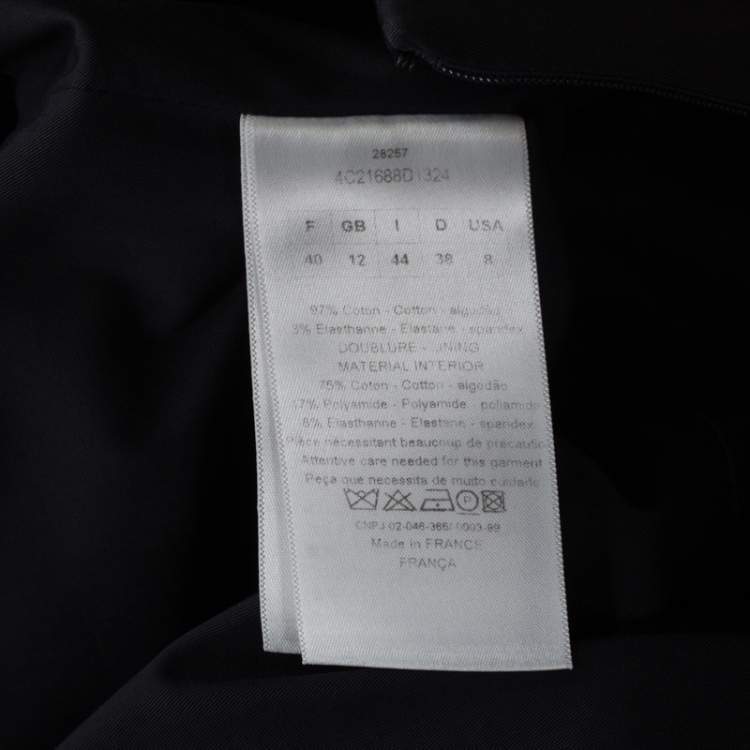 28257
4C21688D1324
F GB I D USA
40 12 44 38 8
97% Coton - Cotton - algodão
3% Elasthanne - Elastane - spandex
DOUBLURE - LINING
MATERIAL INTERIOR
75% Coton - Cotton - algodão
17% Polyamide - Polyamide - poliamide
8% Elasthanne - Elastane - spandex
Pièce nécessitant beaucoup de précaution
Attentive care needed for this garment
Peça que necessita de muito cuidado
P
CNPJ 02-046-366/0003-99
Made in FRANCE
FRANÇA